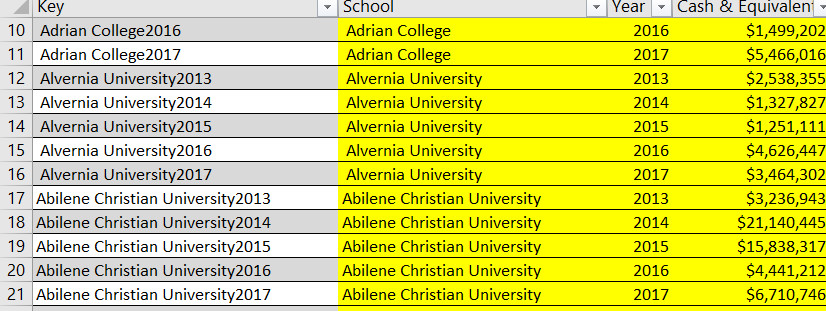 Key School Year Cash & Equivalent
10 Adrian College2016 Adrian College 2016 $1,499,202
11 Adrian College2017 Adrian College 2017 $5,466,016
12 Alvernia University2013 Alvernia University 2013 $2,538,355
13 Alvernia University2014 Alvernia University 2014 $1,327,827
14 Alvernia University2015 Alvernia University 2015 $1,251,111
15 Alvernia University2016 Alvernia University 2016 $4,626,447
16 Alvernia University2017 Alvernia University 2017 $3,464,302
17 Abilene Christian University2013 Abilene Christian University 2013 $3,236,943
18 Abilene Christian University2014 Abilene Christian University 2014 $21,140,445
19 Abilene Christian University2015 Abilene Christian University 2015 $15,838,317
20 Abilene Christian University2016 Abilene Christian University 2016 $4,441,212
21 Abilene Christian University2017 Abilene Christian University 2017 $6,710,746